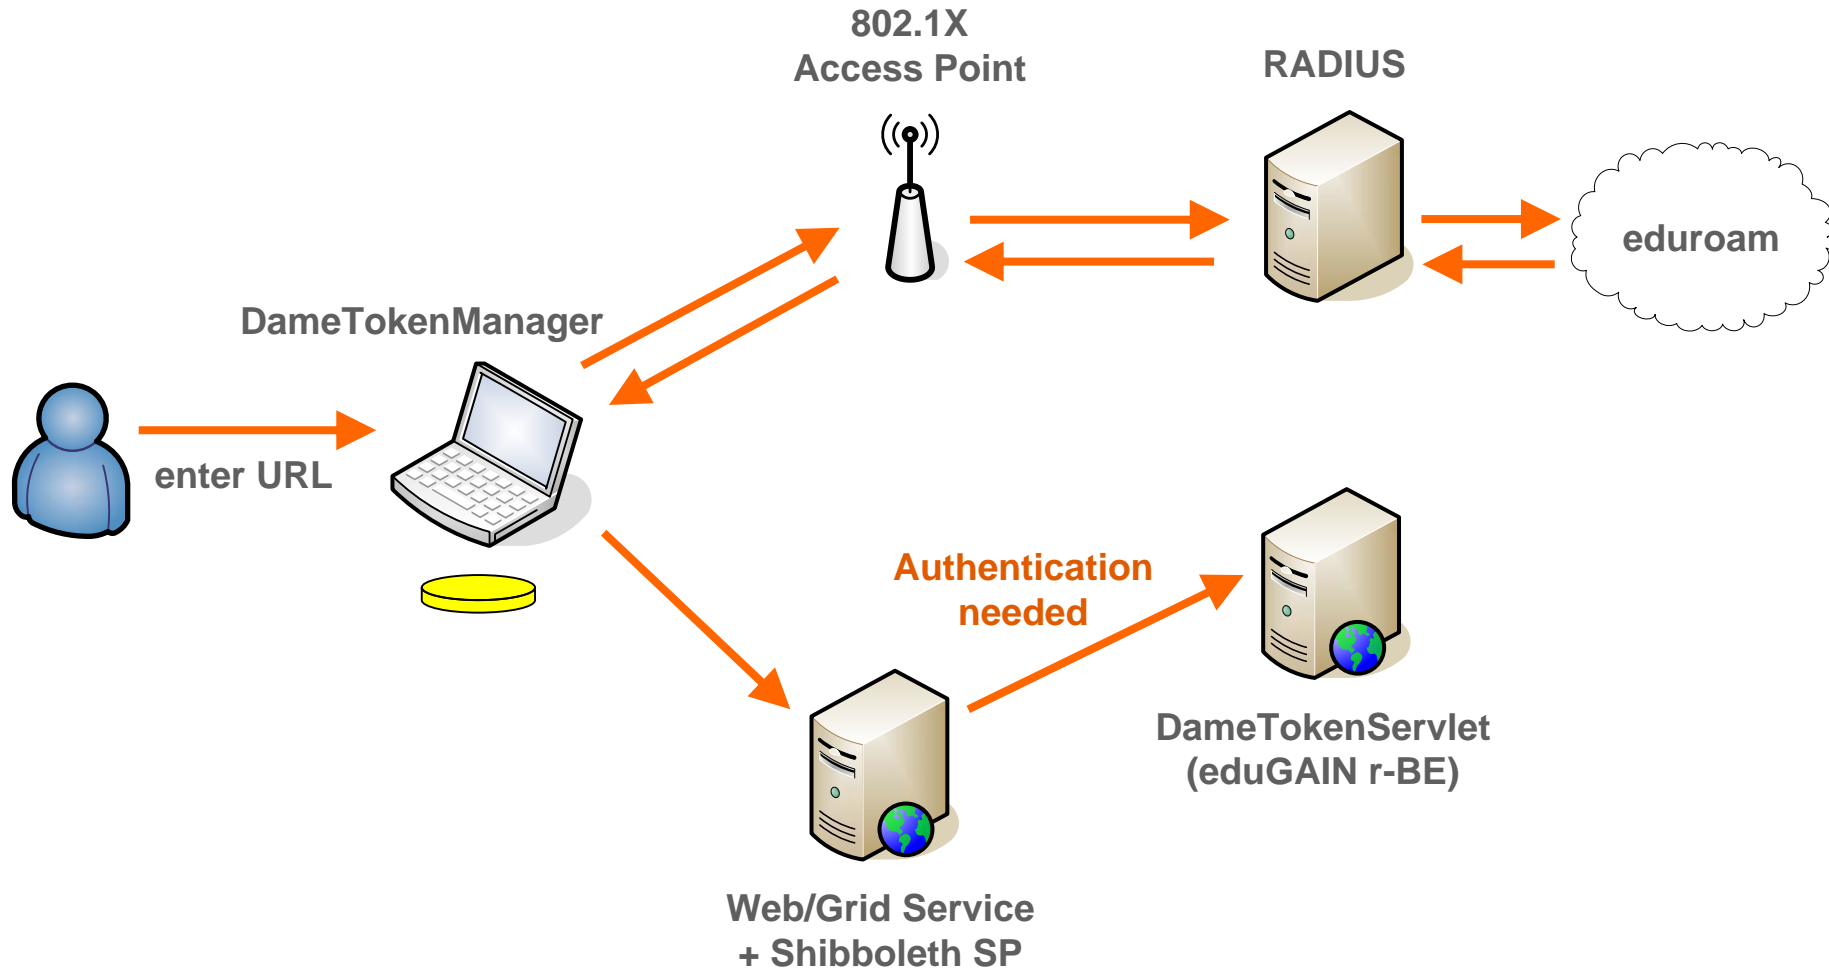 802.1X
Access Point
RADIUS
eduroam
DameTokenManager
enter URL
Authentication
needed
DameTokenServlet
(eduGAIN r-BE)
Web/Grid Service
+ Shibboleth SP